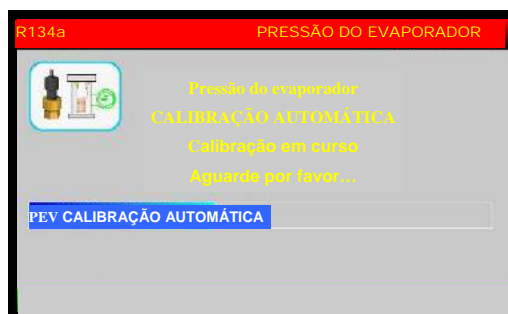 R134a PRESSÃO DO EVAPORADOR
Pressão do evaporador
CALIBRAÇÃO AUTOMÁTICA
Calibração em curso
Aguarde por favor...
PEV CALIBRAÇÃO AUTOMÁTICA